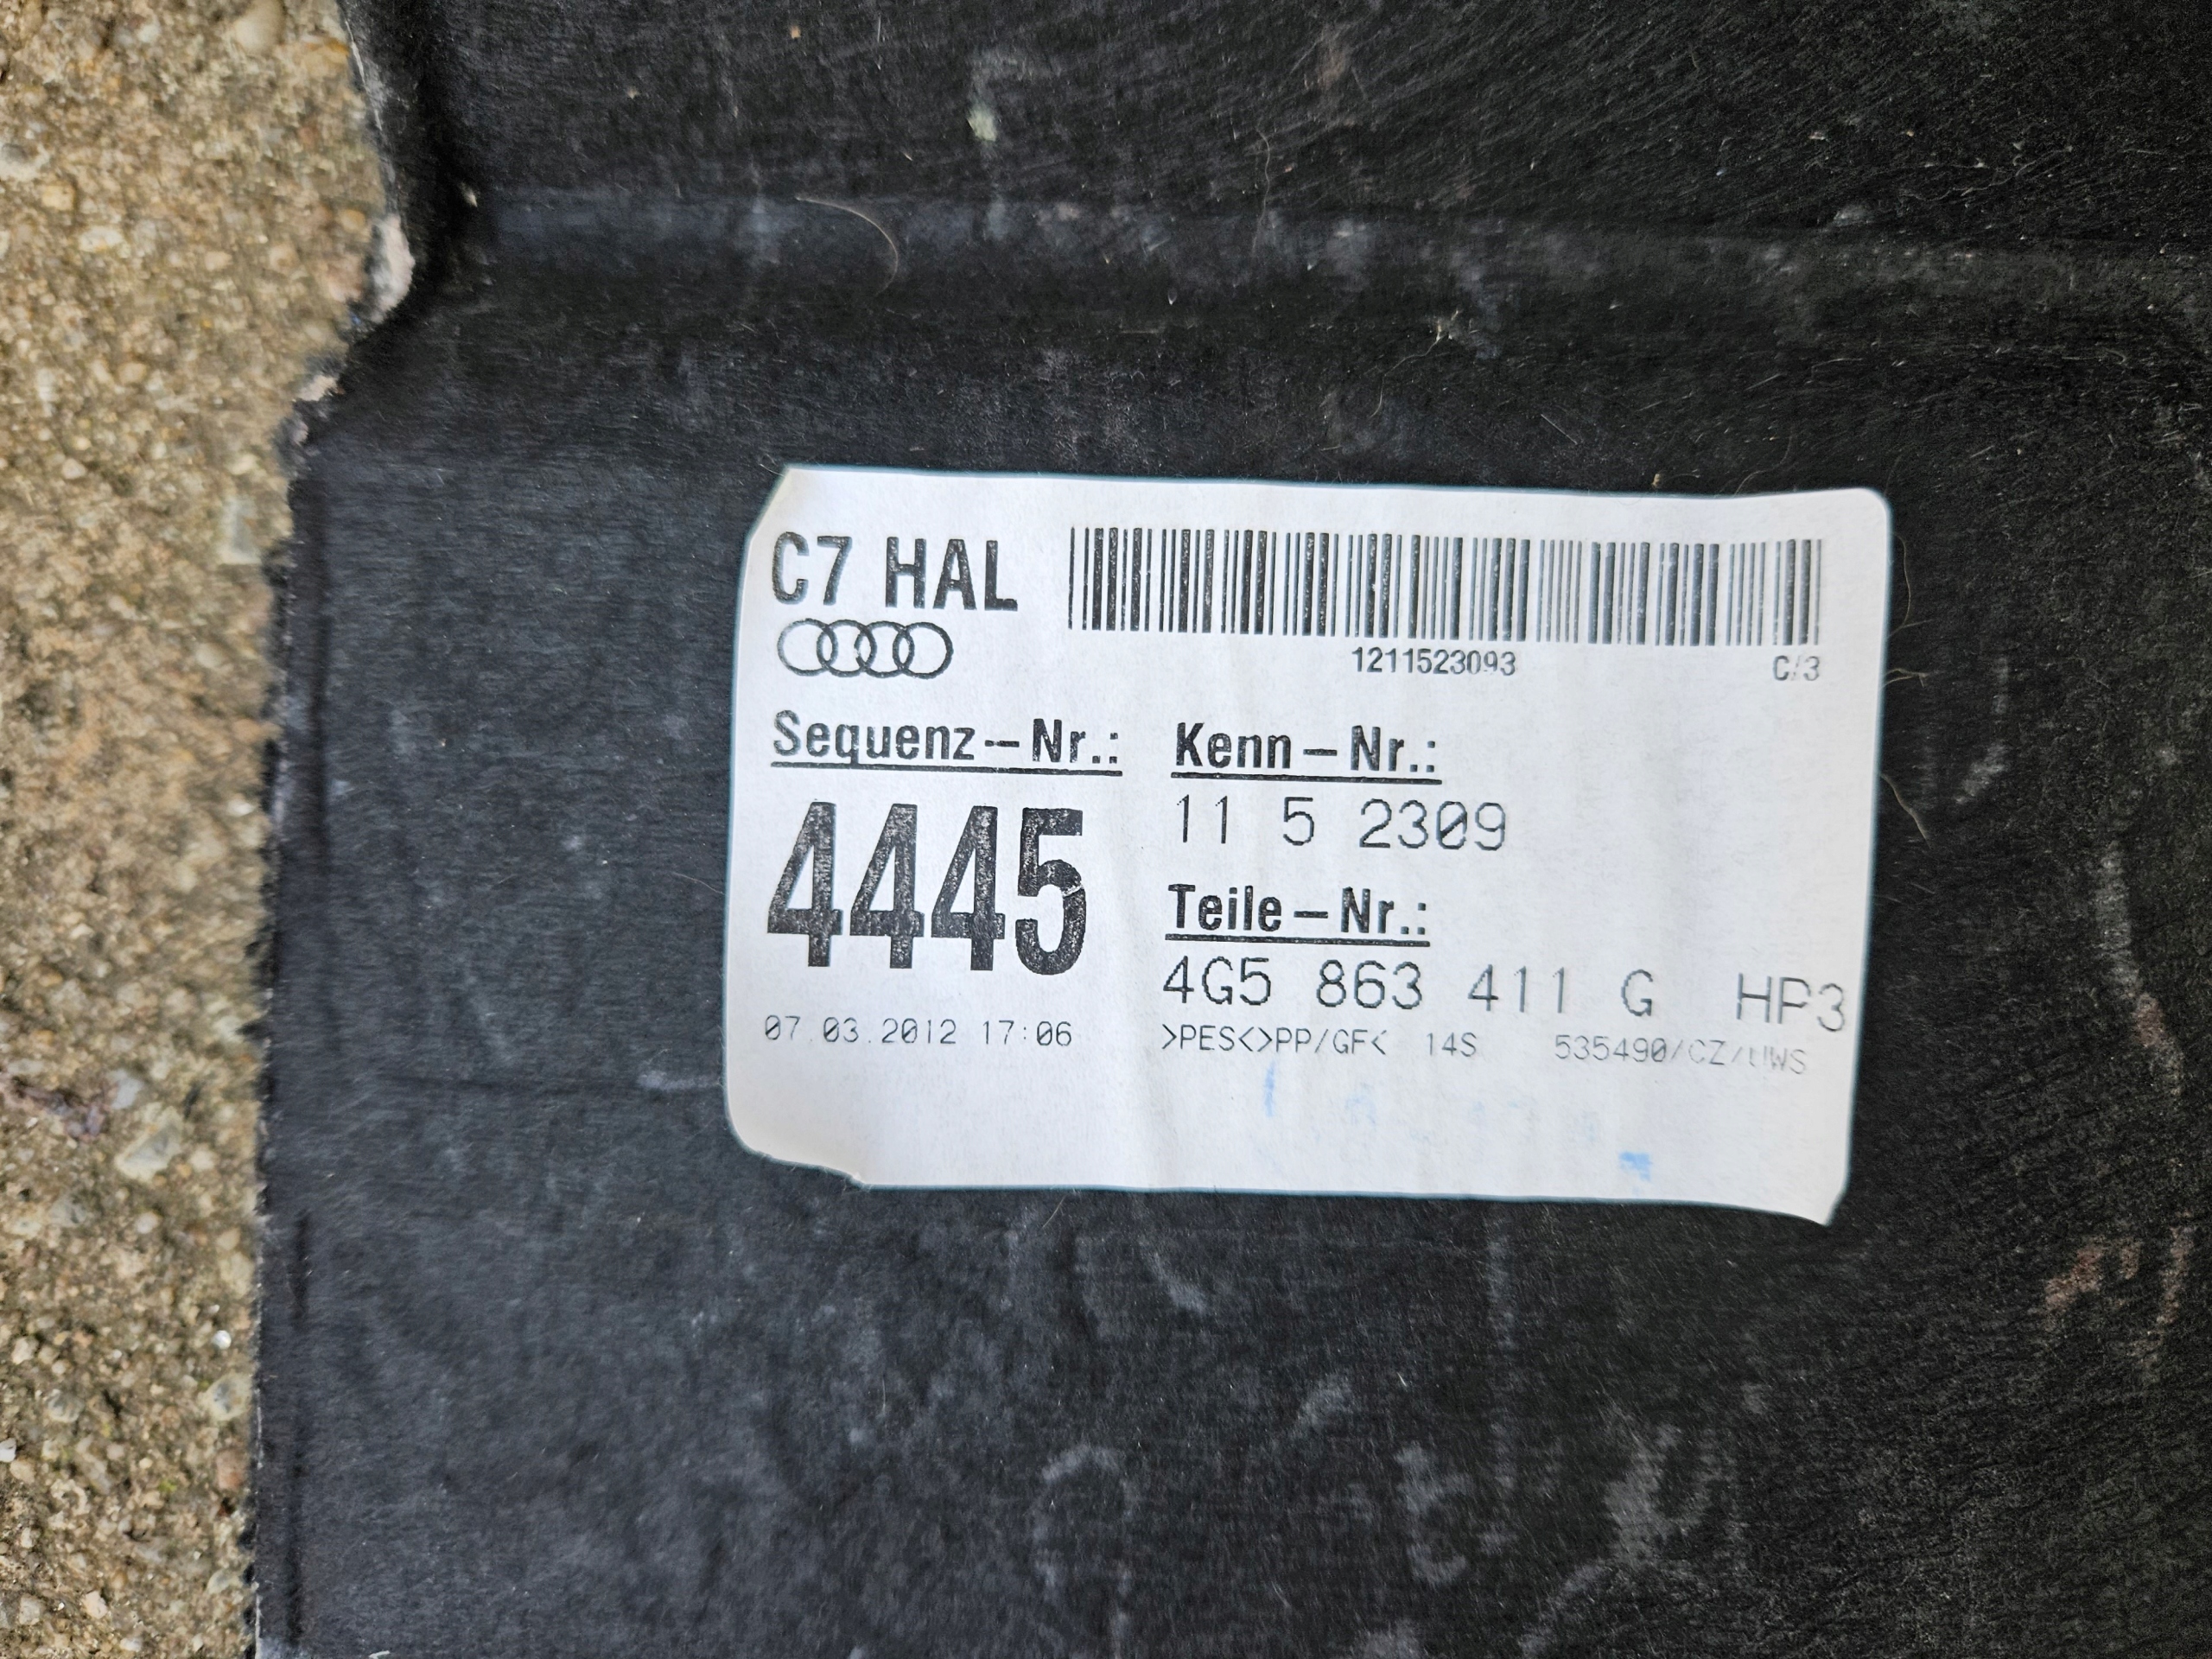 C7 HAL
1211523093 C/3
Sequenz-Nr.: Kenn-Nr.:
4445 11 5 2309
Teile-Nr.:
4G5 863 411 G HP3
07.03.2012 17:06 >PES<>PP/GF< 14S 535490/CZ/UWS